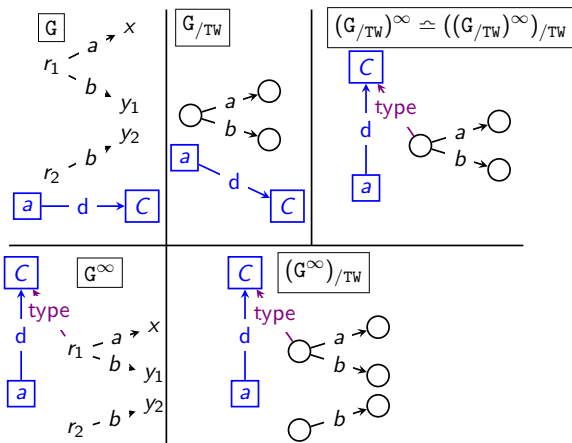 G
a
x
r₁
b
y₁
y₂
b
r₂
a
d
C
G/TW
a
b
a
d
C
(G/TW)^∞ ≏ ((G/TW)^∞)/TW
C
type
d
a
b
a
G^∞
C
type
d
a
r₁
a
x
b
y₁
y₂
b
r₂
(G^∞)/TW
C
type
d
a
a
b
b